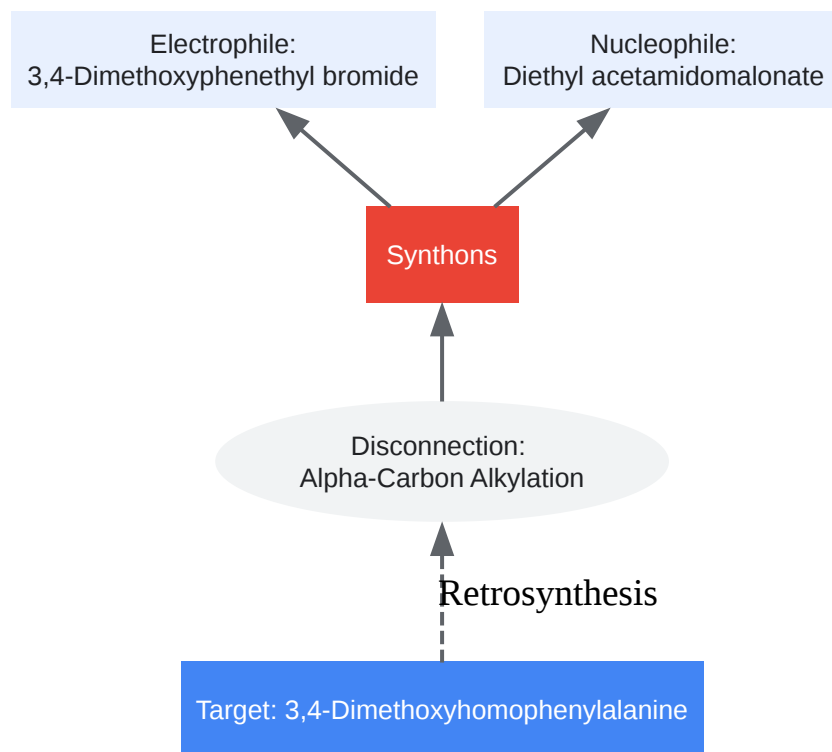 Electrophile:
3,4-Dimethoxyphenethyl bromide
Nucleophile:
Diethyl acetamidomalonate
Synthons
Disconnection:
Alpha-Carbon Alkylation
Retrosynthesis
Target: 3,4-Dimethoxyhomophenylalanine